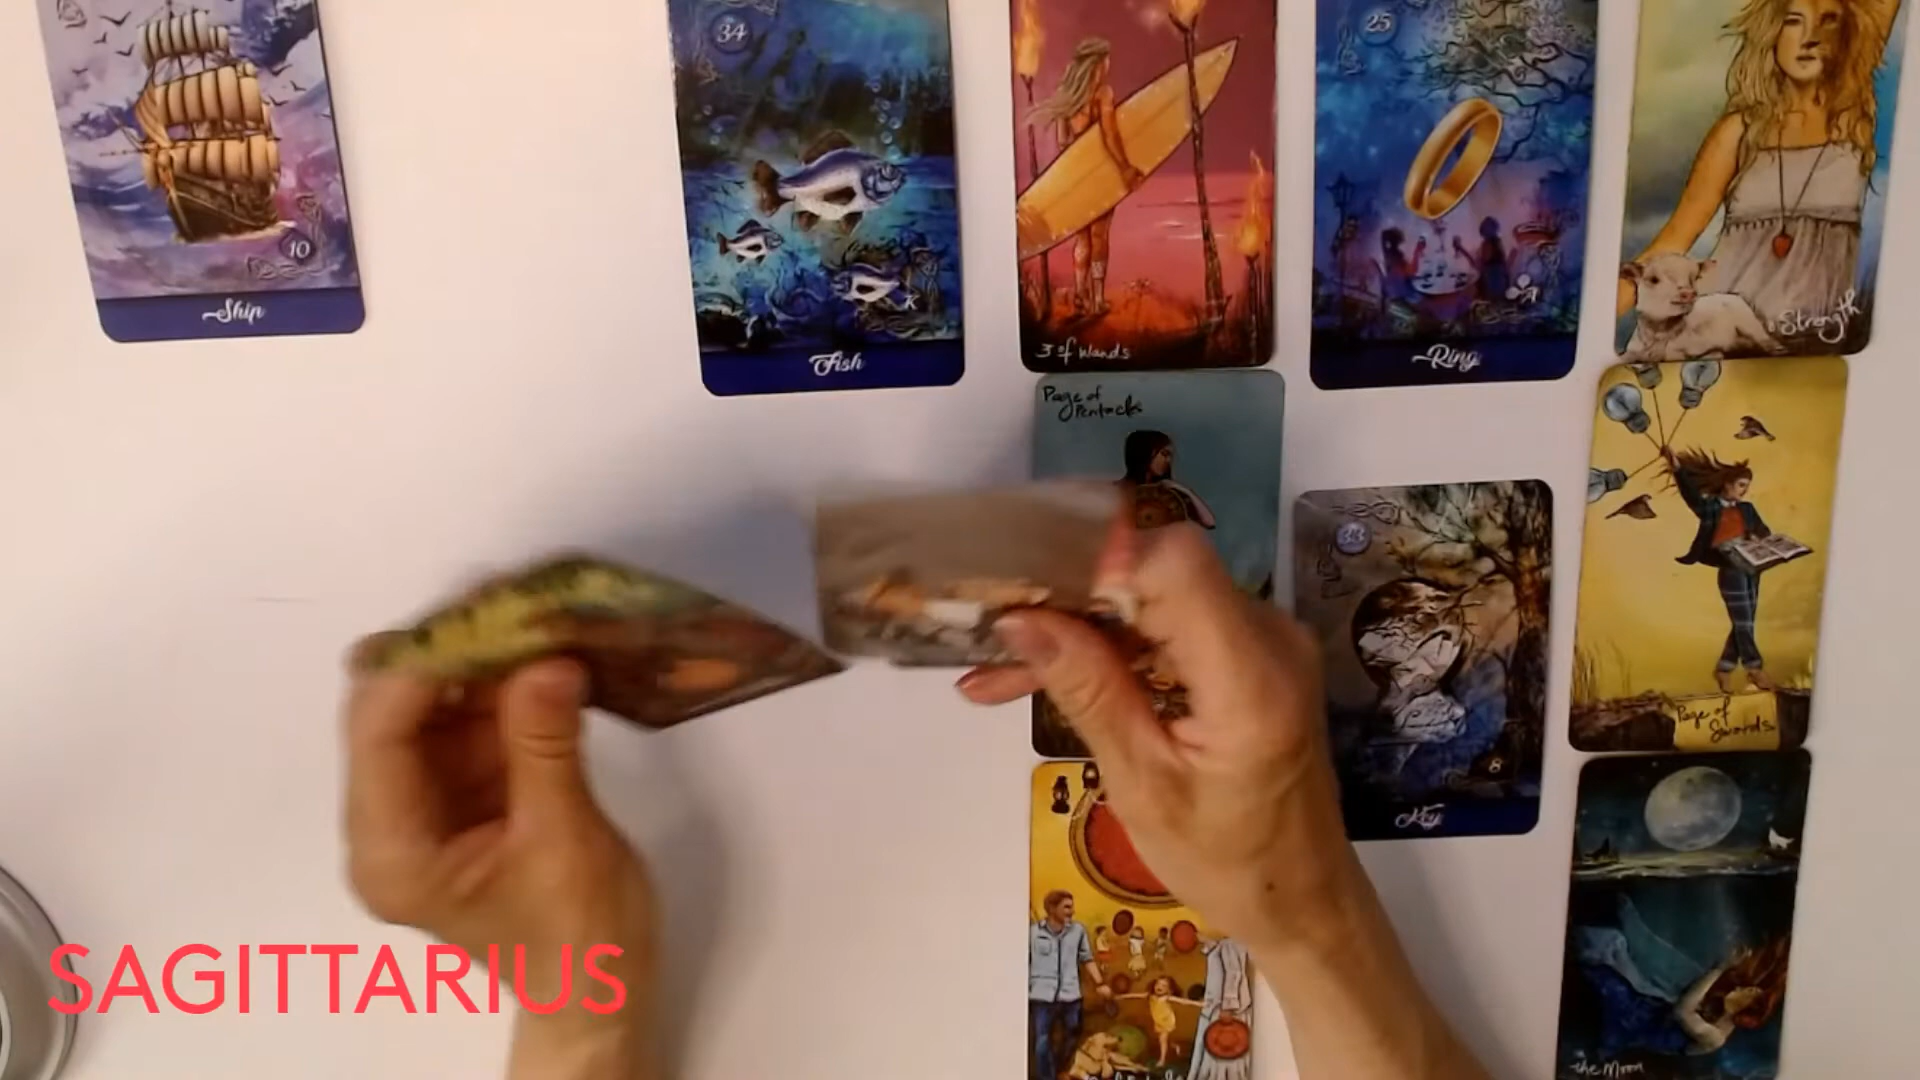 10
Ship
34
K
Fish
3 of Wands
25
A
Ring
Strength
Page of
Pentacles
33
8
Key
Page of
Swords
the Moon
SAGITTARIUS